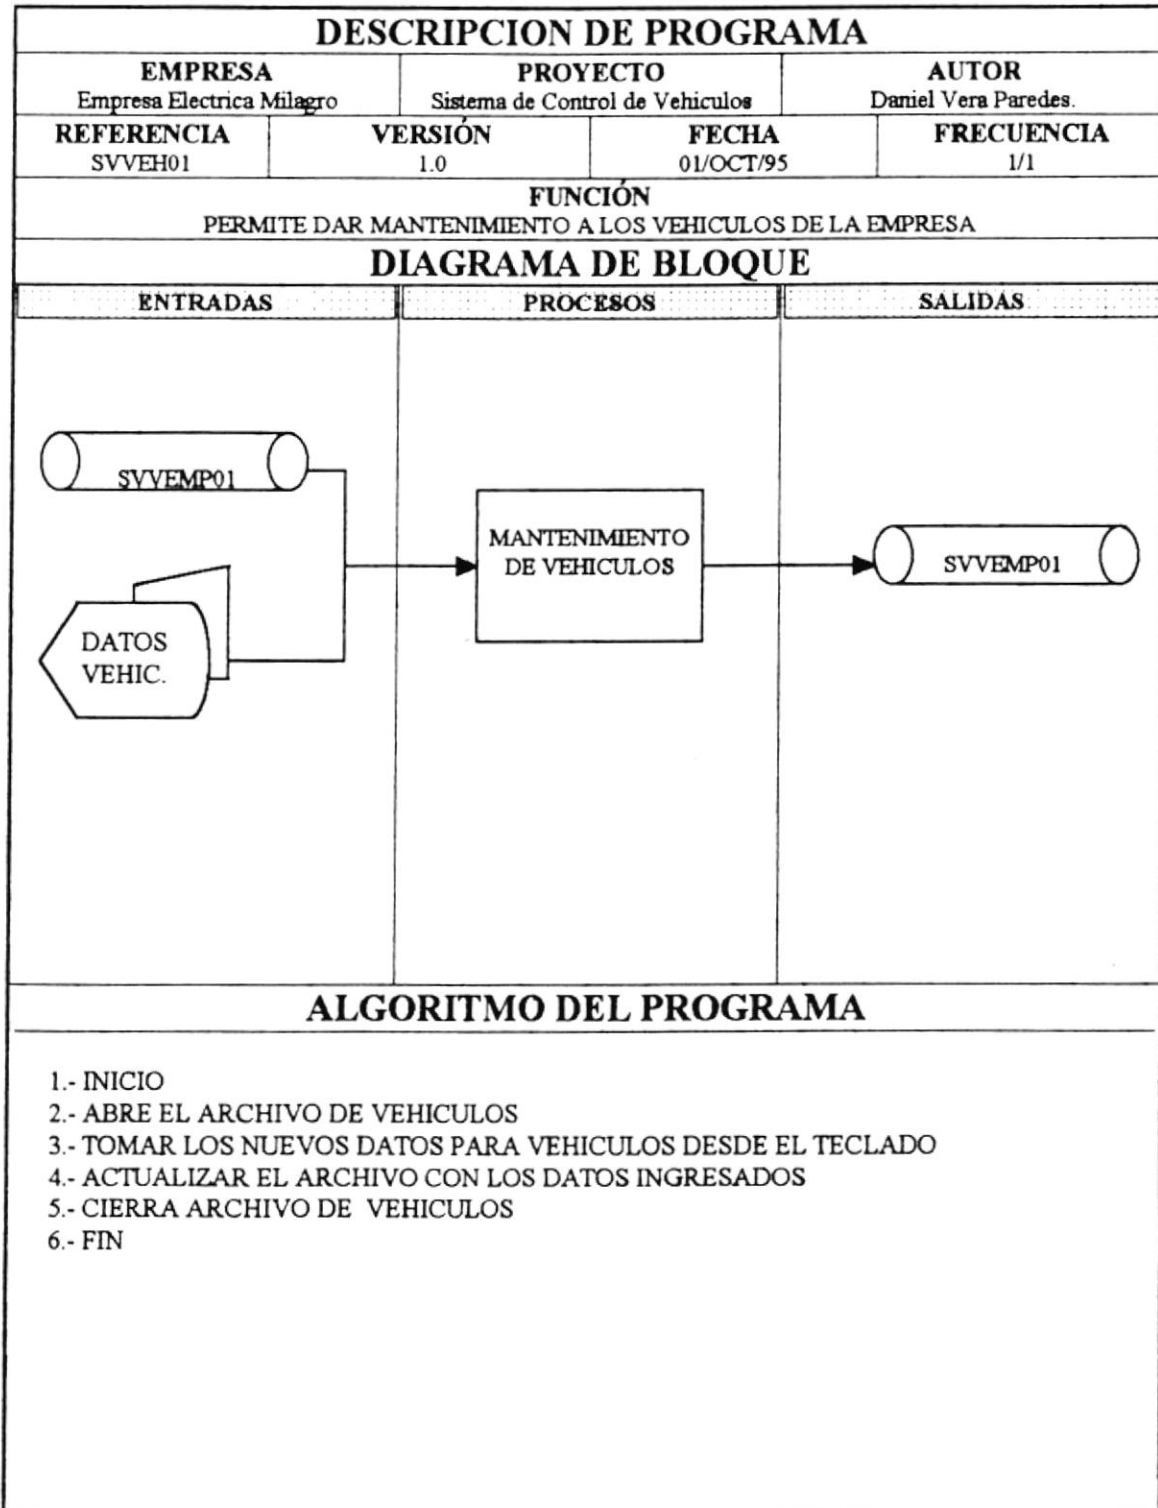 DESCRIPCION DE PROGRAMA
EMPRESA
Empresa Electrica Milagro
PROYECTO
Sistema de Control de Vehiculos
AUTOR
Daniel Vera Paredes.
REFERENCIA
SVVEH01
VERSIÓN
1.0
FECHA
01/OCT/95
FRECUENCIA
1/1
FUNCIÓN
PERMITE DAR MANTENIMIENTO A LOS VEHICULOS DE LA EMPRESA
DIAGRAMA DE BLOQUE
ENTRADAS
PROCESOS
SALIDAS
SVVEMP01
DATOS
VEHIC.
MANTENIMIENTO
DE VEHICULOS
SVVEMP01
ALGORITMO DEL PROGRAMA
1.- INICIO
2.- ABRE EL ARCHIVO DE VEHICULOS
3.- TOMAR LOS NUEVOS DATOS PARA VEHICULOS DESDE EL TECLADO
4.- ACTUALIZAR EL ARCHIVO CON LOS DATOS INGRESADOS
5.- CIERRA ARCHIVO DE  VEHICULOS
6.- FIN